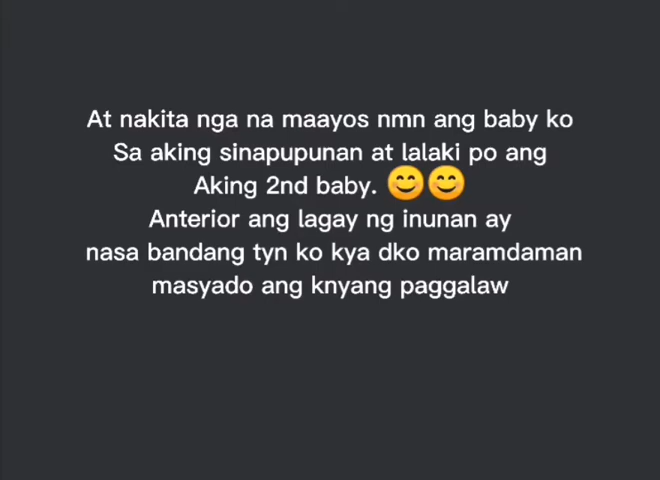 At nakita nga na maayos nmn ang baby ko
Sa aking sinapupunan at lalaki po ang
Aking 2nd baby. 😊😊
Anterior ang lagay ng inunan ay
nasa bandang tyn ko kya dko maramdaman
masyado ang knyang paggalaw